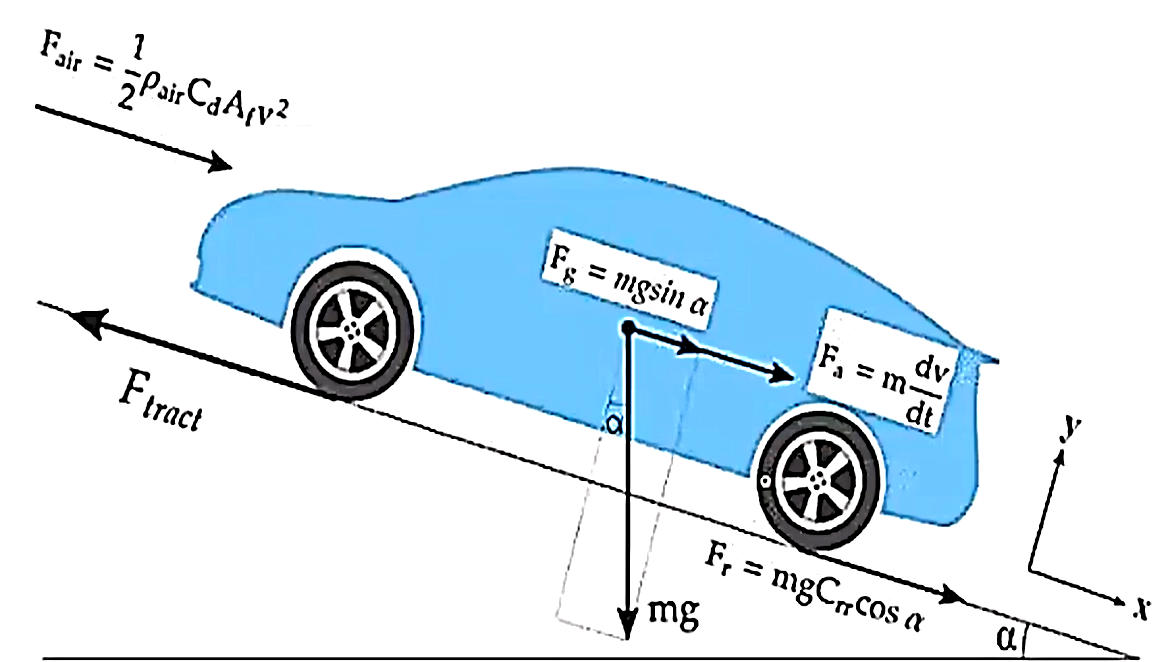 F_air = 1/2 ρ_air C_d A_f v²
F_g = mgsin α
F_a = m dv/dt
F_tract
α
y
F_r = mgC_rr cos α
mg
x
α